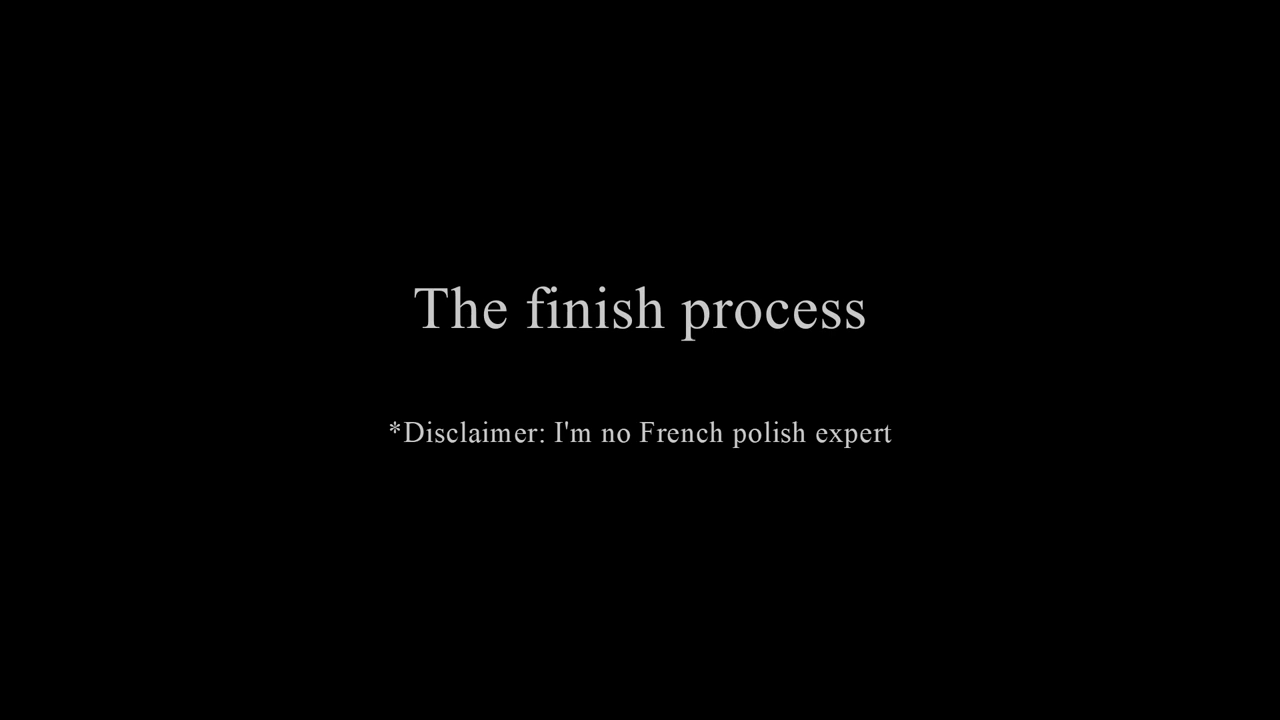 The finish process
*Disclaimer: I'm no French polish expert